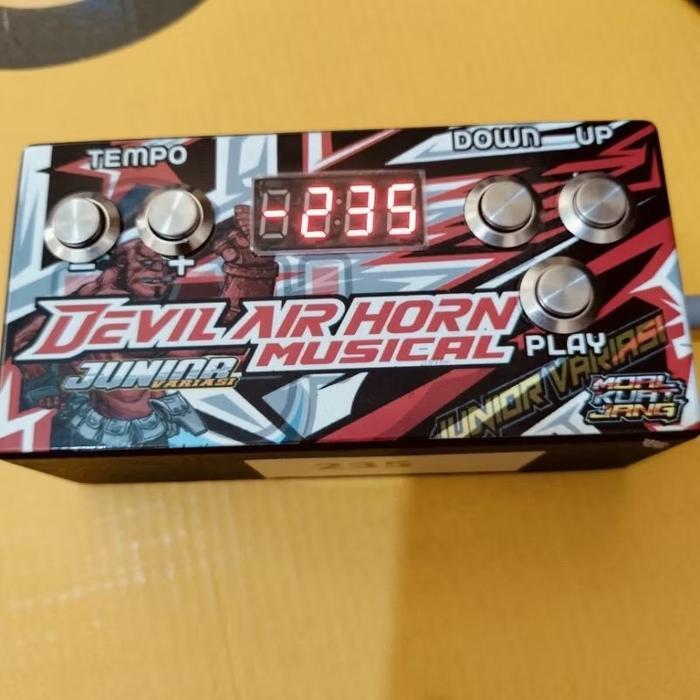 TEMPO
DOWN UP
-235
- +
DEVIL AIR HORN
MUSICAL
PLAY
JUNIOR
VARIASI
JUNIOR VARIASI
MOAL
KUAT
JANG
235